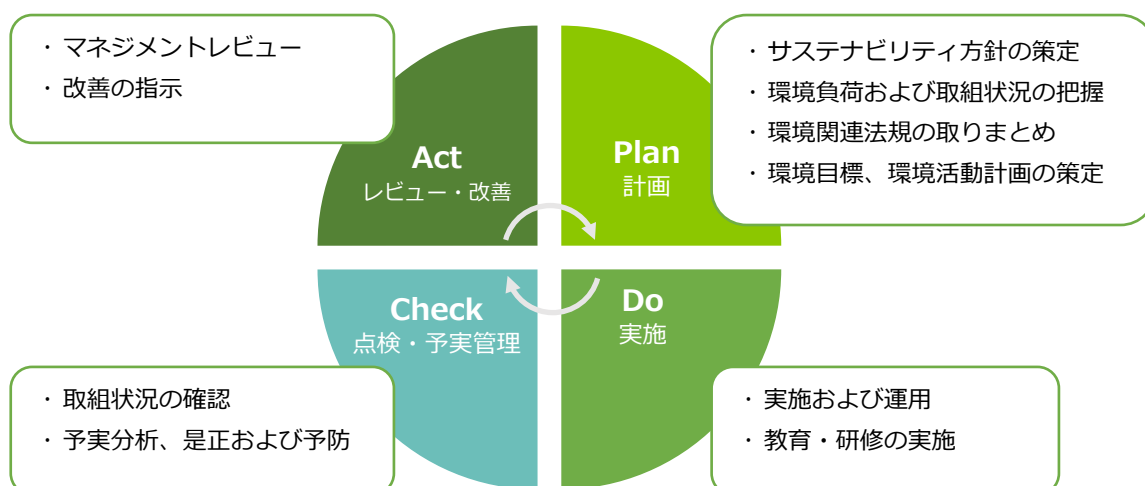 ・マネジメントレビュー
・改善の指示
Act
レビュー・改善
Plan
計画
・サステナビリティ方針の策定
・環境負荷および取組状況の把握
・環境関連法規の取りまとめ
・環境目標、環境活動計画の策定
Check
点検・予実管理
・取組状況の確認
・予実分析、是正および予防
Do
実施
・実施および運用
・教育・研修の実施